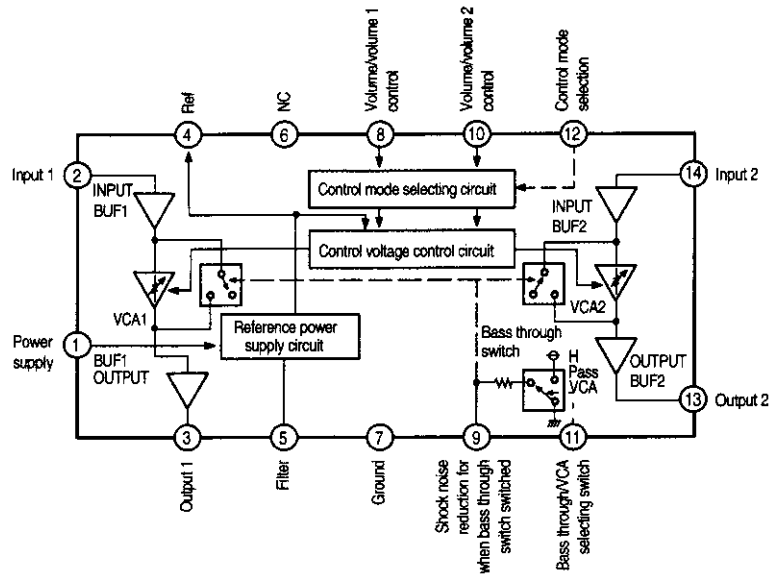 Ref
NC
Volume/volume 1
control
Volume/volume 2
control
Control mode
selection
4
6
8
10
12
Input 1
2
14
Input 2
INPUT
BUF1
Control mode selecting circuit
INPUT
BUF2
Control voltage control circuit
VCA1
VCA2
Power
supply
1
BUF1
OUTPUT
Reference power
supply circuit
Bass through
switch
H
Pass
VCA
OUTPUT
BUF2
13
Output 2
3
5
7
9
11
Output 1
Filter
Ground
Shock noise
reduction for
when bass through
switch switched
Bass through/VCA
selecting switch